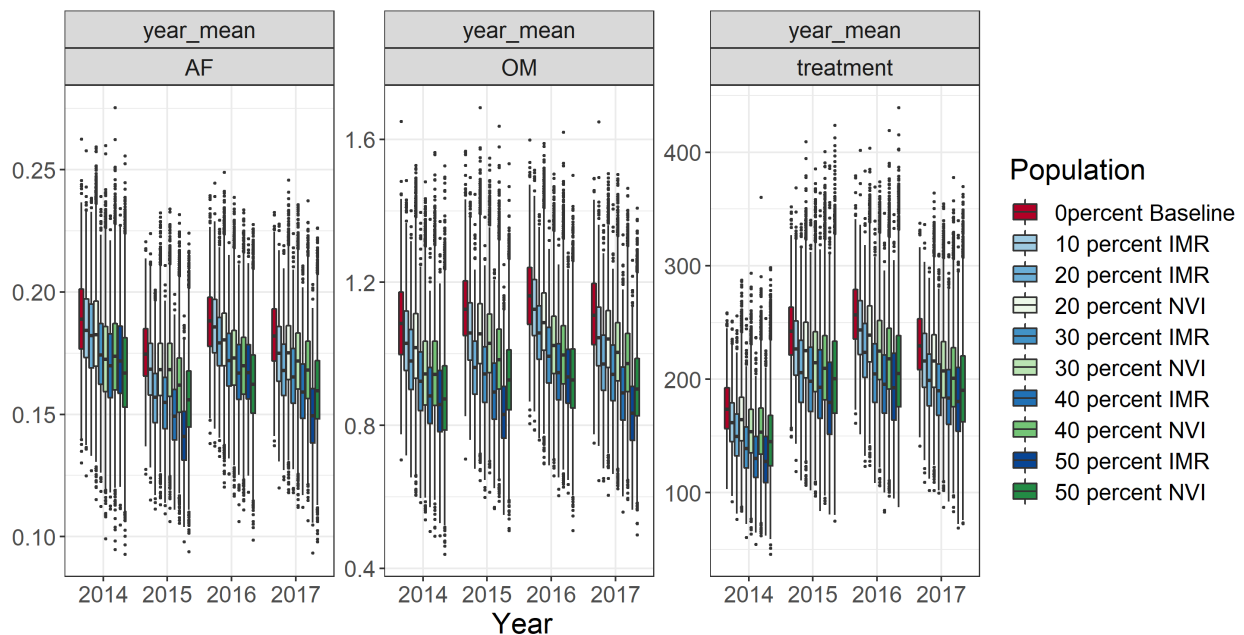 year_mean
year_mean
year_mean
AF
OM
treatment
0.25
0.20
0.15
0.10
1.6
1.2
0.8
0.4
400
300
200
100
2014 2015 2016 2017
2014 2015 2016 2017
2014 2015 2016 2017
Year
Population
0percent Baseline
10 percent IMR
20 percent IMR
20 percent NVI
30 percent IMR
30 percent NVI
40 percent IMR
40 percent NVI
50 percent IMR
50 percent NVI